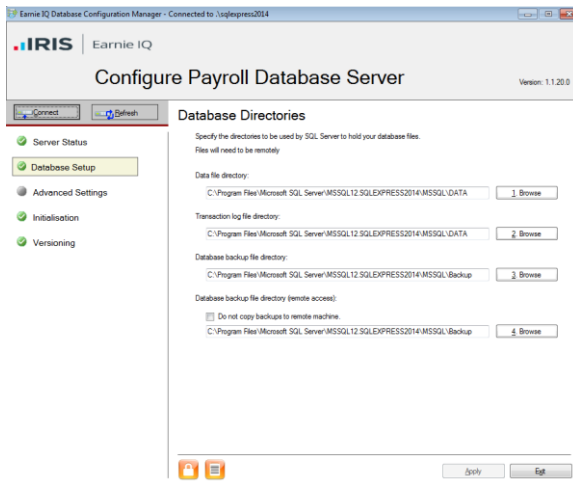 Earnie IQ Database Configuration Manager - Connected to .\sqlexpress2014
IRIS Earnie IQ
Configure Payroll Database Server
Version: 1.1.20.0
Connect Refresh
Database Directories
Server Status
Database Setup
Advanced Settings
Initialisation
Versioning
Specify the directories to be used by SQL Server to hold your database files.
Files will need to be remotely
Data file directory:
C:\Program Files\Microsoft SQL Server\MSSQL12.SQLEXPRESS2014\MSSQL\DATA
1. Browse
Transaction log file directory:
C:\Program Files\Microsoft SQL Server\MSSQL12.SQLEXPRESS2014\MSSQL\DATA
2. Browse
Database backup file directory:
C:\Program Files\Microsoft SQL Server\MSSQL12.SQLEXPRESS2014\MSSQL\Backup
3. Browse
Database backup file directory (remote access):
Do not copy backups to remote machine.
C:\Program Files\Microsoft SQL Server\MSSQL12.SQLEXPRESS2014\MSSQL\Backup
4. Browse
Apply
Exit